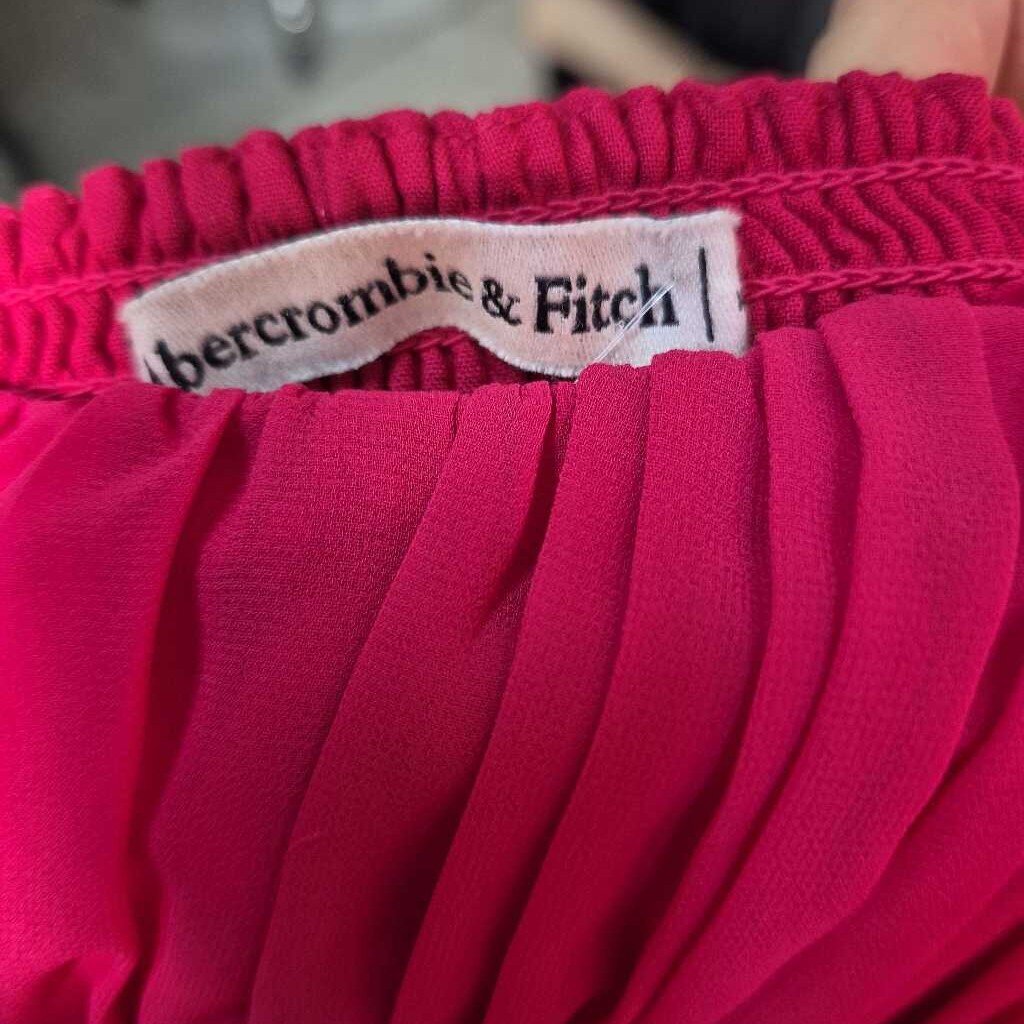 Abercrombie & Fitch |